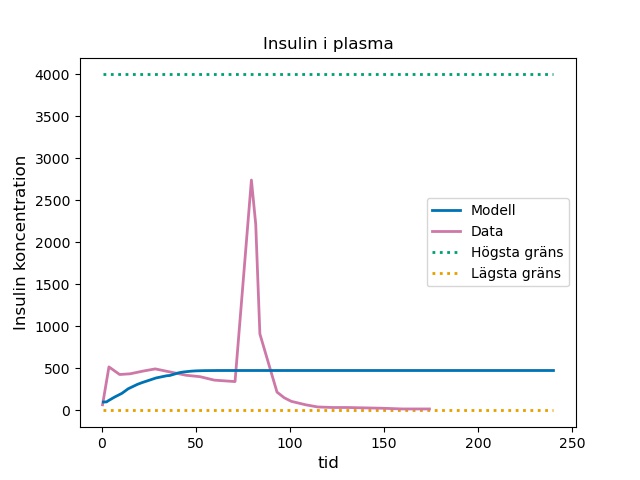 Insulin i plasma
Insulin koncentration
4000
3500
3000
2500
2000
1500
1000
500
0
Modell
Data
Högsta gräns
Lägsta gräns
0
50
100
150
200
250
tid